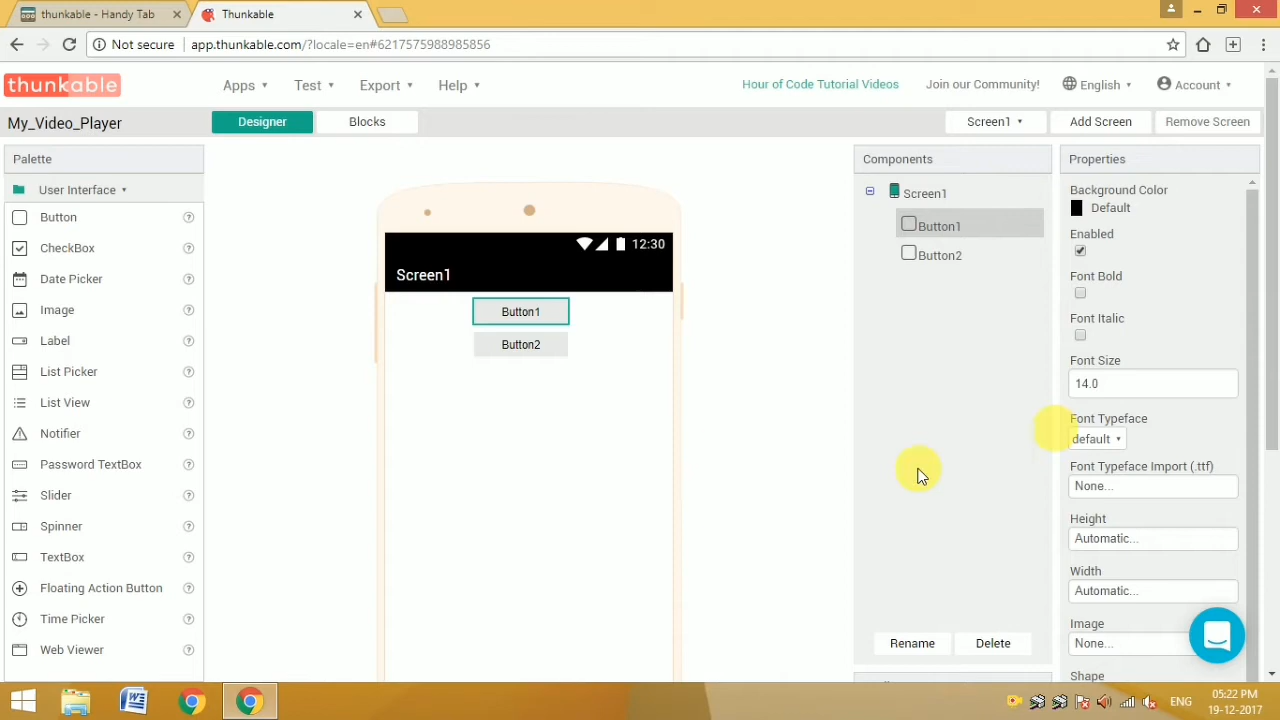 thunkable - Handy Tab
Thunkable
Not secure
app.thunkable.com/?locale=en#6217575988985856
thunkable
Apps
Test
Export
Help
Hour of Code Tutorial Videos
Join our Community!
English
Account
My_Video_Player
Designer
Blocks
Screen1
Add Screen
Remove Screen
Palette
User Interface
Button
CheckBox
Date Picker
Image
Label
List Picker
List View
Notifier
Password TextBox
Slider
Spinner
TextBox
Floating Action Button
Time Picker
Web Viewer
12:30
Screen1
Button1
Button2
Components
Screen1
Button1
Button2
Rename
Delete
Properties
Background Color
Default
Enabled
Font Bold
Font Italic
Font Size
14.0
Font Typeface
default
Font Typeface Import (.ttf)
None...
Height
Automatic...
Width
Automatic...
Image
None...
Shape
ENG
05:22 PM
19-12-2017